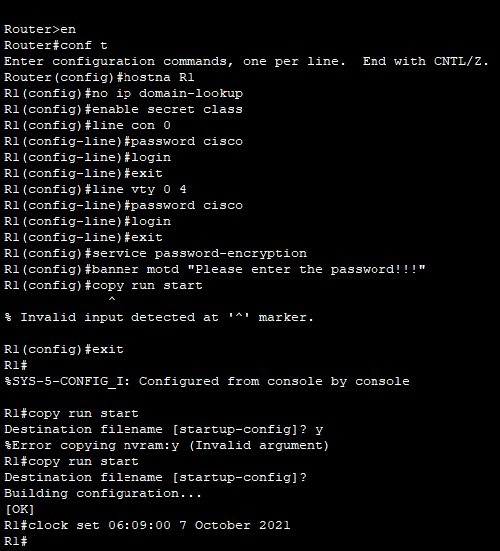 Router>en
Router#conf t
Enter configuration commands, one per line.  End with CNTL/Z.
Router(config)#hostna R1
R1(config)#no ip domain-lookup
R1(config)#enable secret class
R1(config)#line con 0
R1(config-line)#password cisco
R1(config-line)#login
R1(config-line)#exit
R1(config)#line vty 0 4
R1(config-line)#password cisco
R1(config-line)#login
R1(config-line)#exit
R1(config)#service password-encryption
R1(config)#banner motd "Please enter the password!!!"
R1(config)#copy run start
              ^
% Invalid input detected at '^' marker.
R1(config)#exit
R1#
%SYS-5-CONFIG_I: Configured from console by console
R1#copy run start
Destination filename [startup-config]? y
%Error copying nvram:y (Invalid argument)
R1#copy run start
Destination filename [startup-config]?
Building configuration...
[OK]
R1#clock set 06:09:00 7 October 2021
R1#